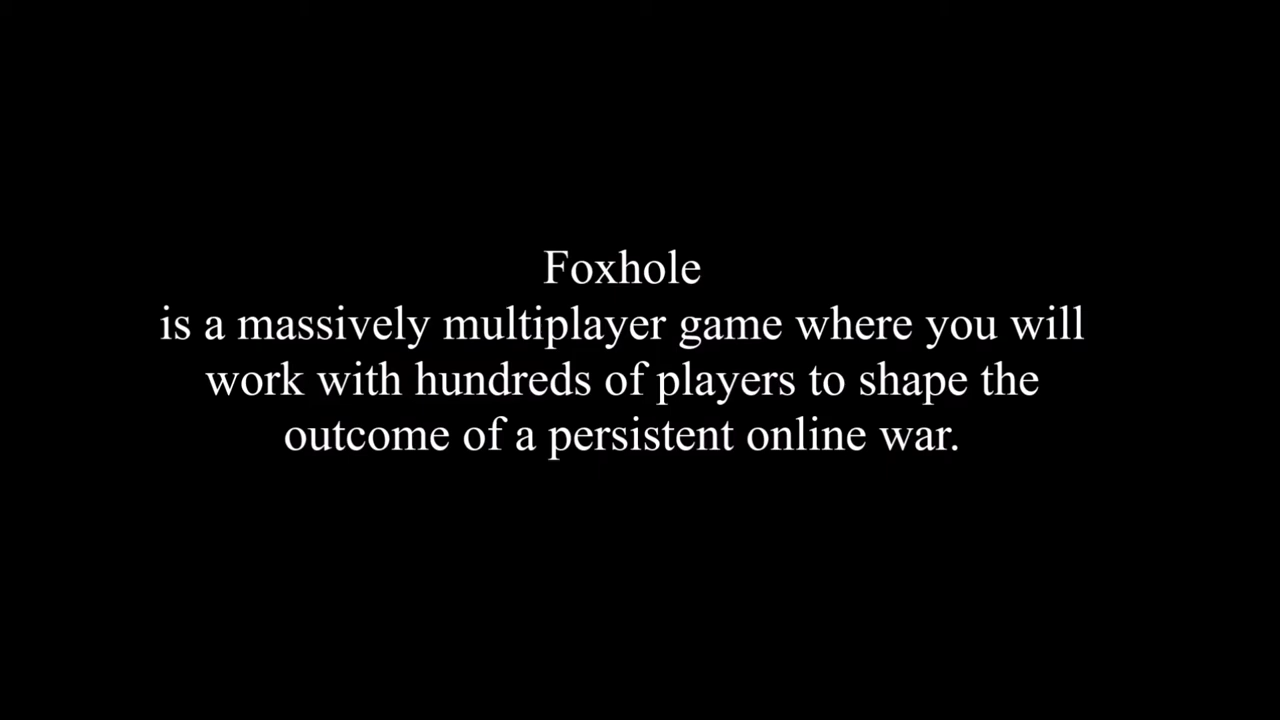 Foxhole
is a massively multiplayer game where you will
work with hundreds of players to shape the
outcome of a persistent online war.